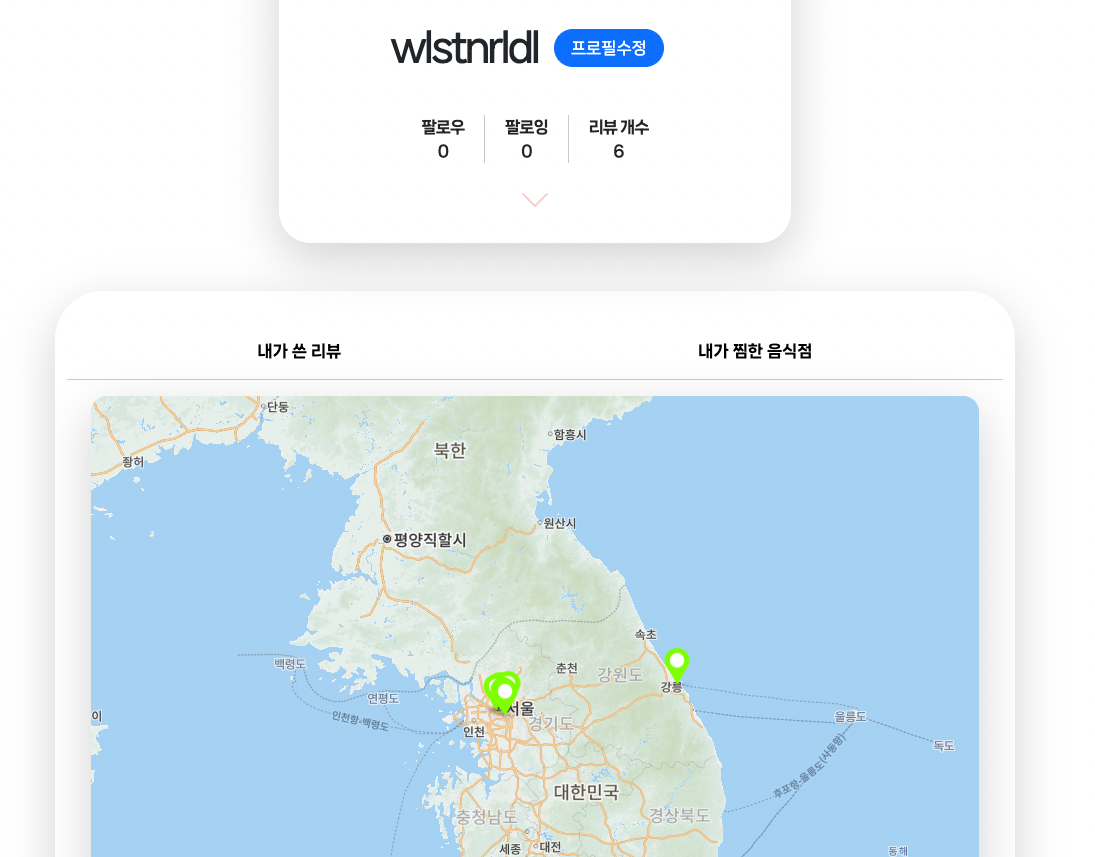 wlstnrldl 프로필수정
팔로우 팔로잉 리뷰 개수
0 0 6
내가 쓴 리뷰 내가 찜한 음식점
단둥
함흥시
북한
좡허
원산시
평양직할시
속초
백령도
춘천
강원도
강릉
연평도
서울
이
인천항-백령도
경기도
울릉도
인천
독도
후포항-울릉도(사동항)
대한민국
충청남도
경상북도
세종
대전
동해